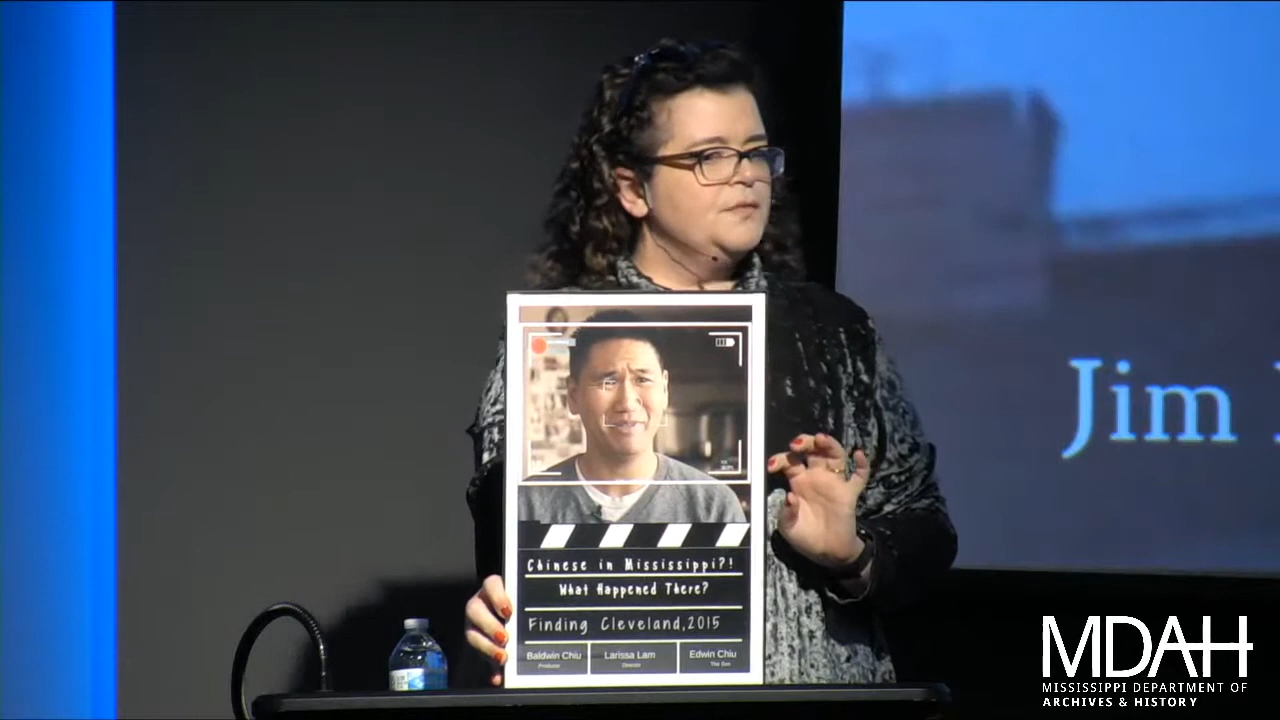 Jim
Chinese in Mississippi?!
What Happened There?
Finding Cleveland,2015
Baldwin Chiu
Larissa Lam
Edwin Chiu
Producer
Director
The Son
MDAH
MISSISSIPPI DEPARTMENT OF
ARCHIVES & HISTORY